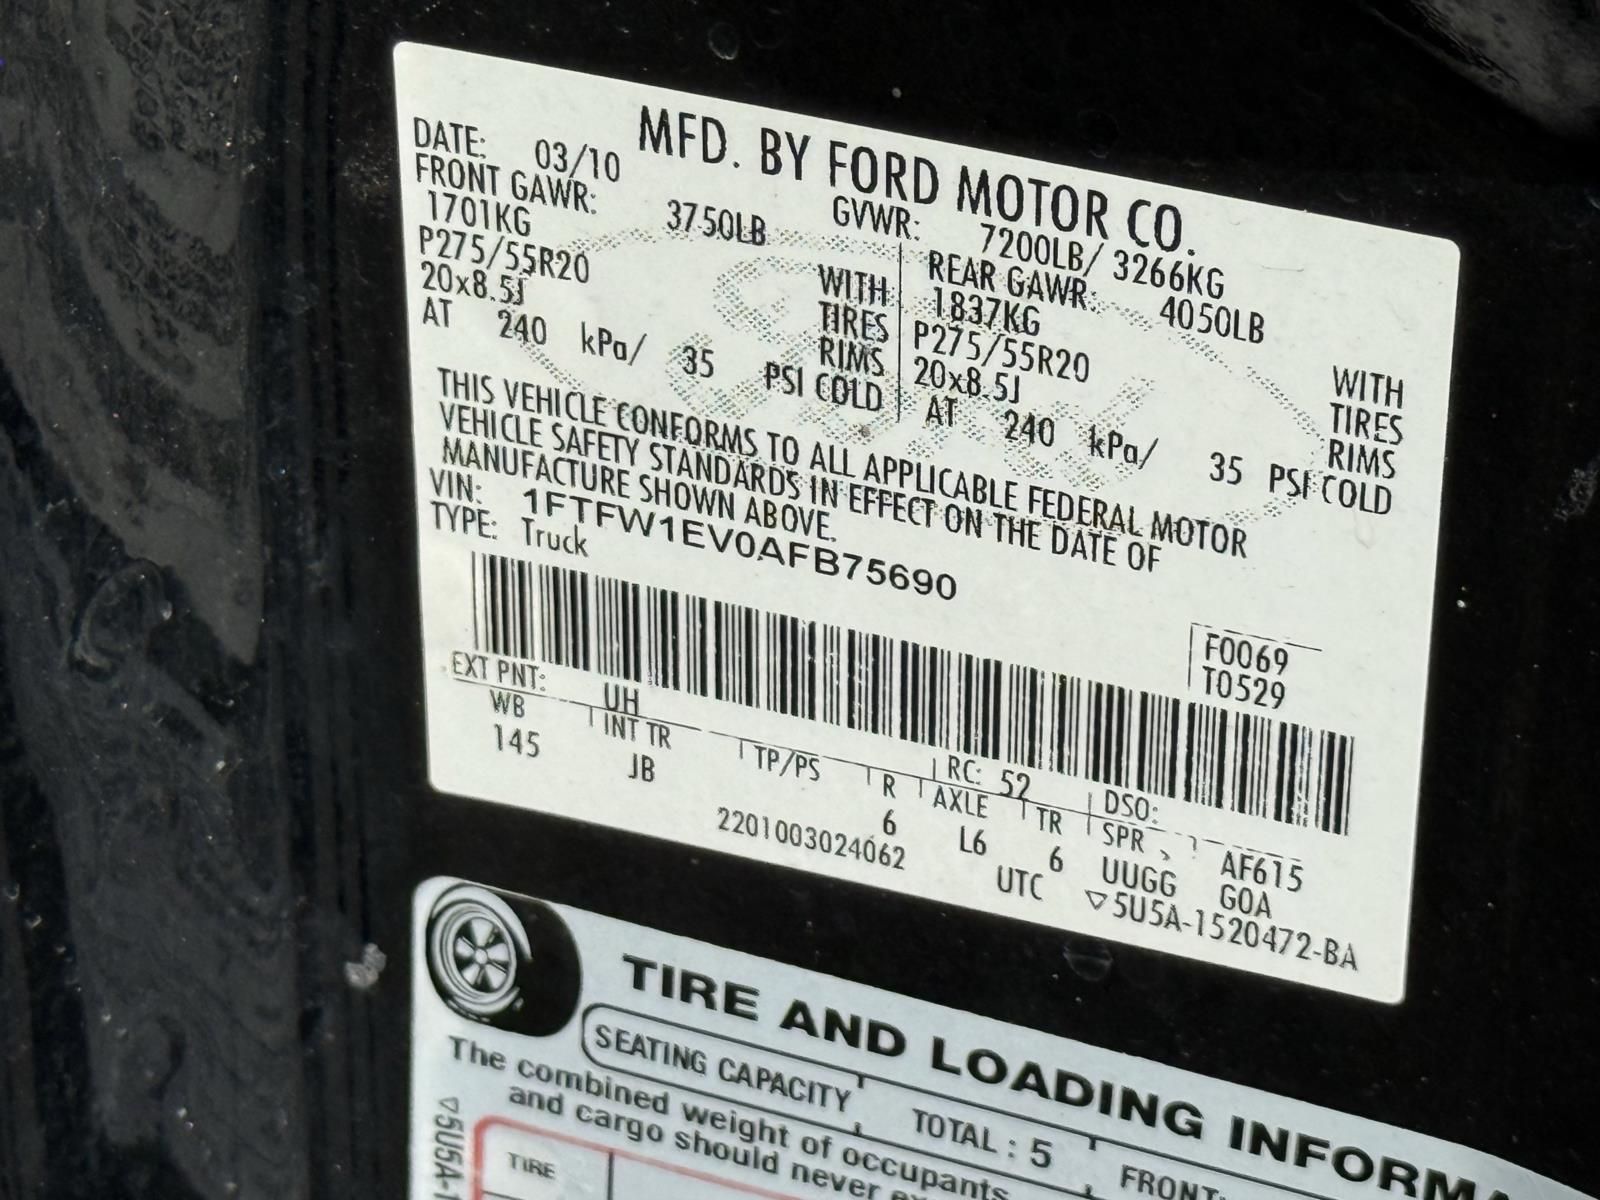 MFD. BY FORD MOTOR CO.
DATE: 03/10 GVWR: 7200LB/ 3266KG
FRONT GAWR: 3750LB REAR GAWR: 4050LB
1701KG WITH 1837KG WITH
P275/55R20 TIRES P275/55R20 TIRES
20x8.5J RIMS 20x8.5J RIMS
AT 240 kPa/ 35 PSI COLD AT 240 kPa/ 35 PSI COLD
THIS VEHICLE CONFORMS TO ALL APPLICABLE FEDERAL MOTOR
VEHICLE SAFETY STANDARDS IN EFFECT ON THE DATE OF
MANUFACTURE SHOWN ABOVE.
VIN: 1FTFW1EV0AFB75690
TYPE: Truck
F0069
T0529
EXT PNT: UH RC: 52 DSO:
WB INT TR TP/PS R AXLE TR SPR AF615
145 JB 6 L6 6 UUGG G0A
2201003024062 UTC ▽5U5A-1520472-BA
TIRE AND LOADING INFORMA
SEATING CAPACITY TOTAL : 5 FRONT:
The combined weight of occupants
and cargo should never
TIRE
▽5U5A-